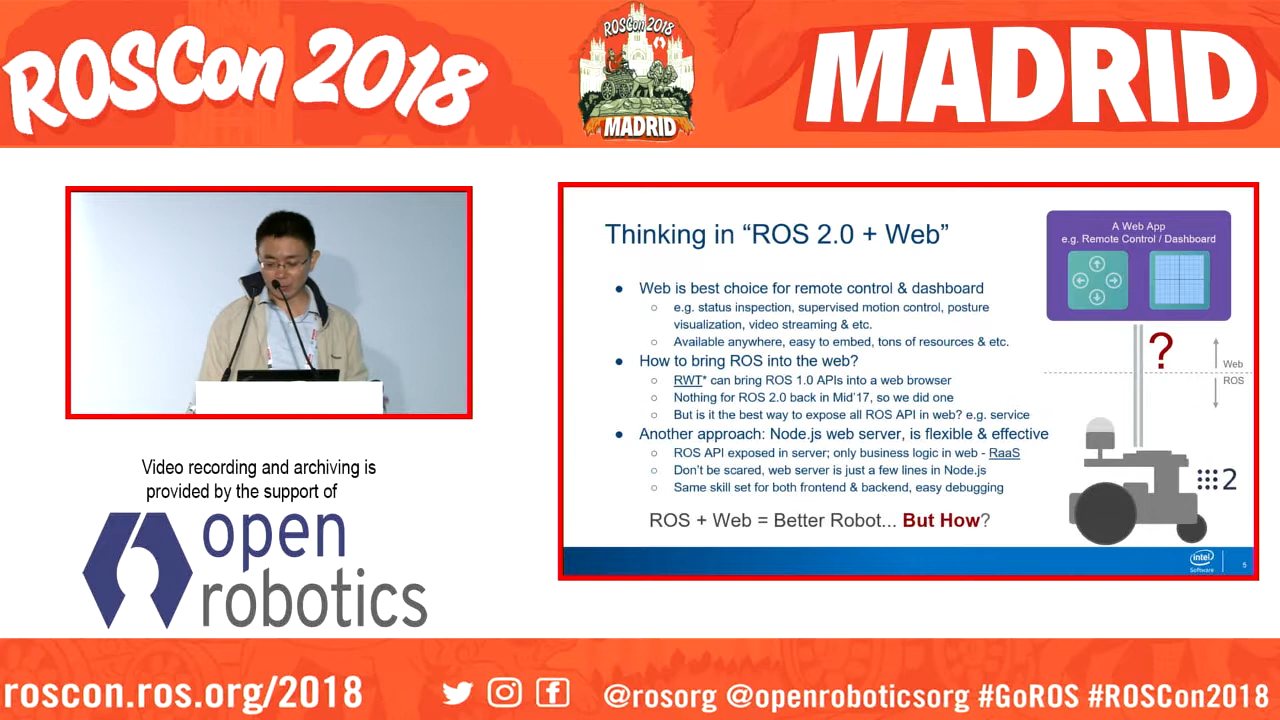 ROSCon 2018
ROSCon 2018
MADRID
MADRID
Thinking in “ROS 2.0 + Web”
● Web is best choice for remote control & dashboard
○ e.g. status inspection, supervised motion control, posture
visualization, video streaming & etc.
○ Available anywhere, easy to embed, tons of resources & etc.
● How to bring ROS into the web?
○ RWT* can bring ROS 1.0 APIs into a web browser
○ Nothing for ROS 2.0 back in Mid’17, so we did one
○ But is it the best way to expose all ROS API in web? e.g. service
● Another approach: Node.js web server, is flexible & effective
○ ROS API exposed in server; only business logic in web - RaaS
○ Don’t be scared, web server is just a few lines in Node.js
○ Same skill set for both frontend & backend, easy debugging
ROS + Web = Better Robot... But How?
A Web App
e.g. Remote Control / Dashboard
?
Web
ROS
2
intel
Software
5
Video recording and archiving is
provided by the support of
open
robotics
roscon.ros.org/2018
@rosorg @openroboticsorg #GoROS #ROSCon2018